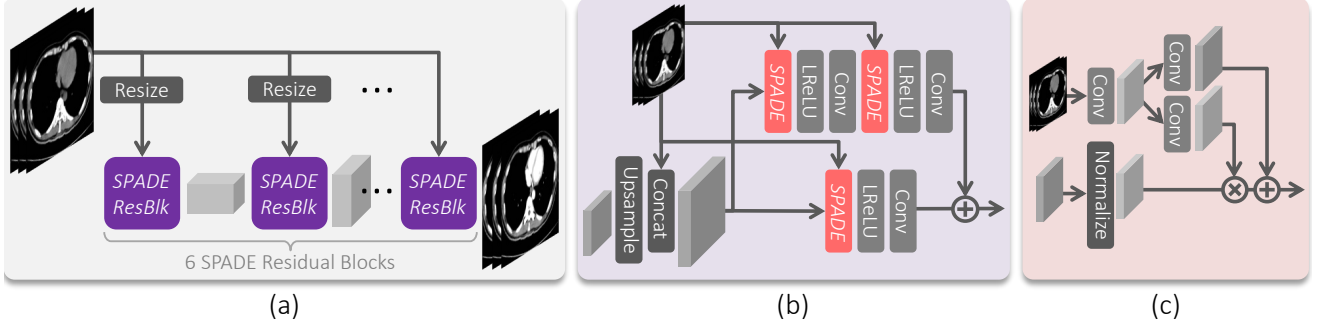 Resize
Resize
...
SPADE
ResBlk
SPADE
ResBlk
...
SPADE
ResBlk
6 SPADE Residual Blocks
(a)
SPADE
LReLU
Conv
SPADE
LReLU
Conv
Upsample
Concat
SPADE
LReLU
Conv
+
(b)
Conv
Conv
Conv
Normalize
×
+
(c)